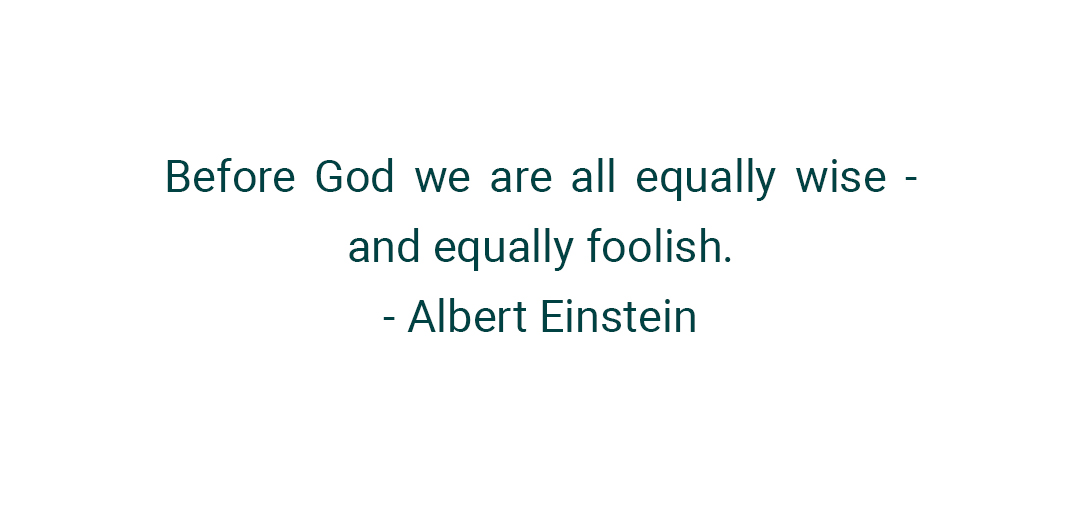 Before God we are all equally wise -
and equally foolish.
- Albert Einstein